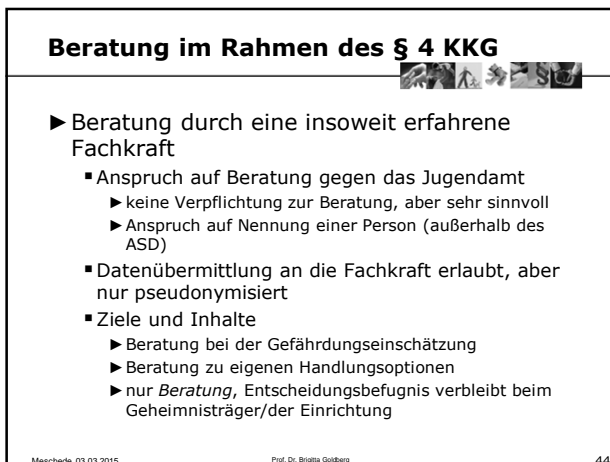 Beratung im Rahmen des § 4 KKG
§
►Beratung durch eine insoweit erfahrene
Fachkraft
▪Anspruch auf Beratung gegen das Jugendamt
►keine Verpflichtung zur Beratung, aber sehr sinnvoll
►Anspruch auf Nennung einer Person (außerhalb des
ASD)
▪Datenübermittlung an die Fachkraft erlaubt, aber
nur pseudonymisiert
▪Ziele und Inhalte
►Beratung bei der Gefährdungseinschätzung
►Beratung zu eigenen Handlungsoptionen
►nur Beratung, Entscheidungsbefugnis verbleibt beim
Geheimnisträger/der Einrichtung
Meschede, 03.03.2015 Prof. Dr. Brigitta Goldberg 44